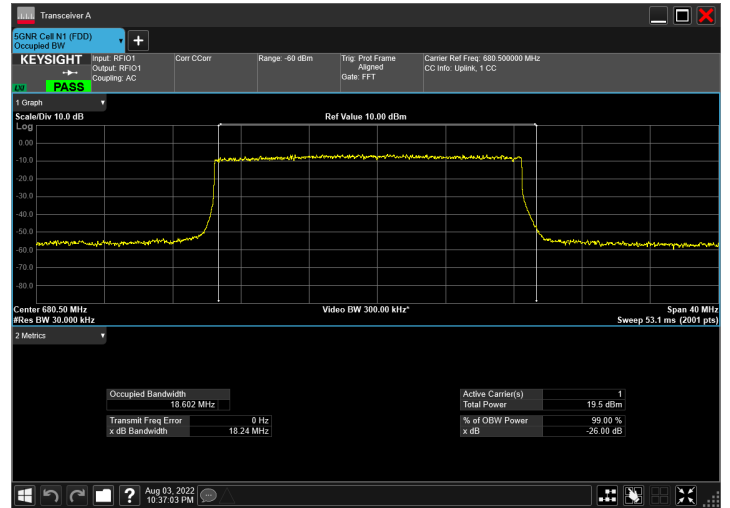 Transceiver A
5GNR Cell N1 (FDD)
Occupied BW
KEYSIGHT
Input: RFIO1
Output: RFIO1
Coupling: AC
Corr CCorr
Range: -60 dBm
Trig: Prot Frame
Aligned
Gate: FFT
Carrier Ref Freq: 680.500000 MHz
CC Info: Uplink, 1 CC
PASS
1 Graph
Scale/Div 10.0 dB
Ref Value 10.00 dBm
Log
0.00
-10.0
-20.0
-30.0
-40.0
-50.0
-60.0
-70.0
-80.0
Center 680.50 MHz
Video BW 300.00 kHz*
Span 40 MHz
#Res BW 30.000 kHz
Sweep 53.1 ms (2001 pts)
2 Metrics
Occupied Bandwidth
18.602 MHz
Active Carrier(s) 1
Total Power 19.5 dBm
Transmit Freq Error 0 Hz
x dB Bandwidth 18.24 MHz
% of OBW Power 99.00 %
x dB -26.00 dB
Aug 03, 2022
10:37:03 PM